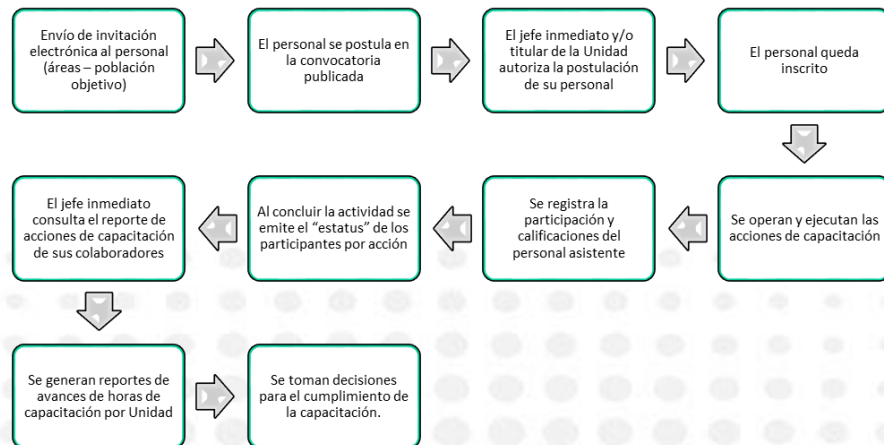 Envío de invitación
electrónica al personal
(áreas – población
objetivo)
El personal se postula en
la convocatoria
publicada
El jefe inmediato y/o
titular de la Unidad
autoriza la postulación
de su personal
El personal queda
inscrito
Se operan y ejecutan las
acciones de capacitación
Se registra la
participación y
calificaciones del
personal asistente
Al concluir la actividad se
emite el “estatus” de los
participantes por acción
El jefe inmediato
consulta el reporte de
acciones de capacitación
de sus colaboradores
Se generan reportes de
avances de horas de
capacitación por Unidad
Se toman decisiones
para el cumplimiento de
la capacitación.